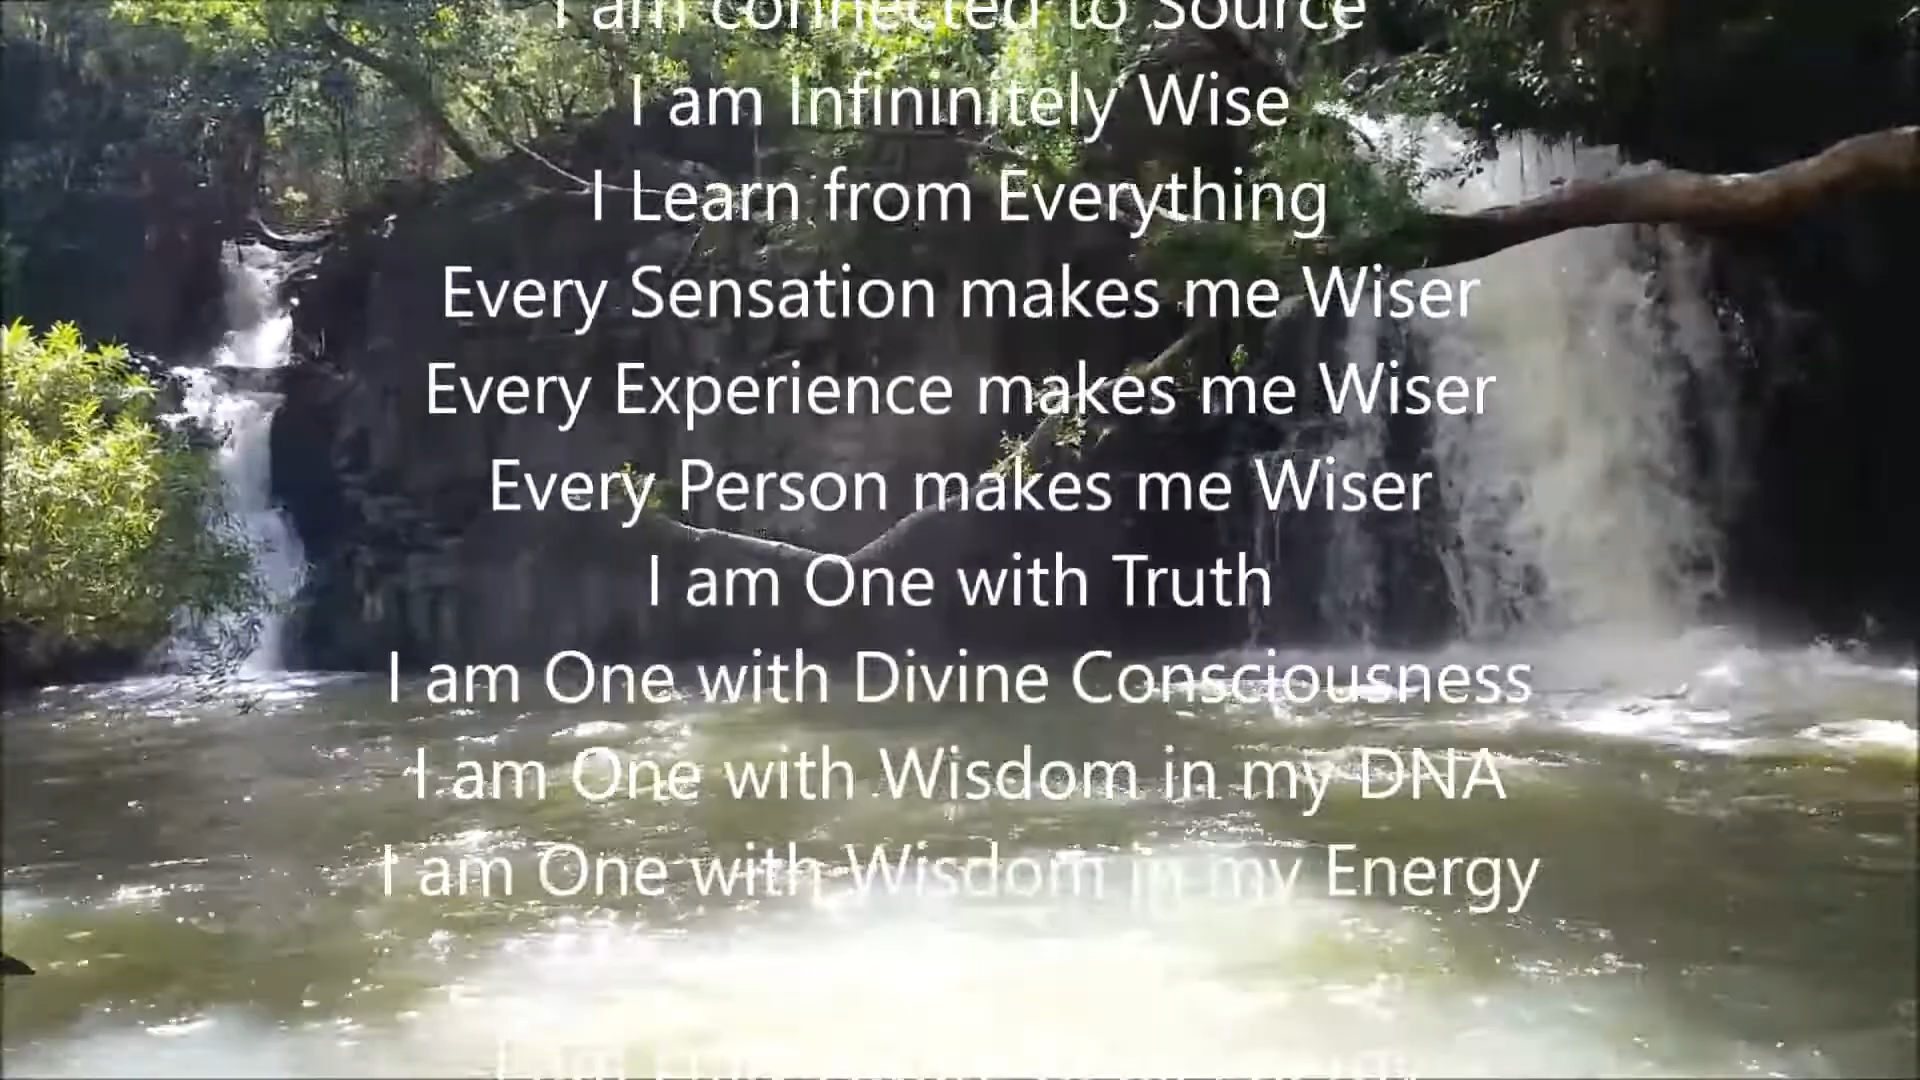 I am connected to Source
I am Infininitely Wise
I Learn from Everything
Every Sensation makes me Wiser
Every Experience makes me Wiser
Every Person makes me Wiser
I am One with Truth
I am One with Divine Consciousness
I am One with Wisdom in my DNA
I am One with Wisdom in my Energy